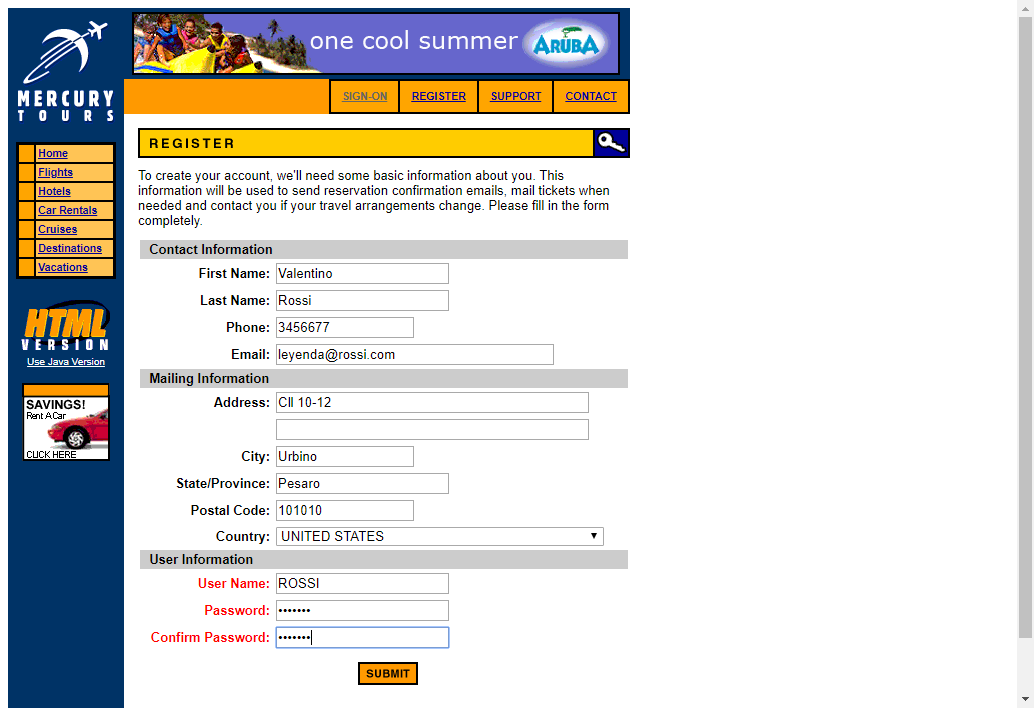 one cool summer ARUBA
MERCURY
TOURS
SIGN-ON REGISTER SUPPORT CONTACT
Home
Flights
Hotels
Car Rentals
Cruises
Destinations
Vacations
HTML
VERSION
Use Java Version
SAVINGS!
Rent A Car
CLICK HERE
REGISTER
To create your account, we'll need some basic information about you. This
information will be used to send reservation confirmation emails, mail tickets when
needed and contact you if your travel arrangements change. Please fill in the form
completely.
Contact Information
First Name: Valentino
Last Name: Rossi
Phone: 3456677
Email: leyenda@rossi.com
Mailing Information
Address: Cll 10-12
City: Urbino
State/Province: Pesaro
Postal Code: 101010
Country: UNITED STATES
User Information
User Name: ROSSI
Password: •••••••
Confirm Password: •••••••
SUBMIT